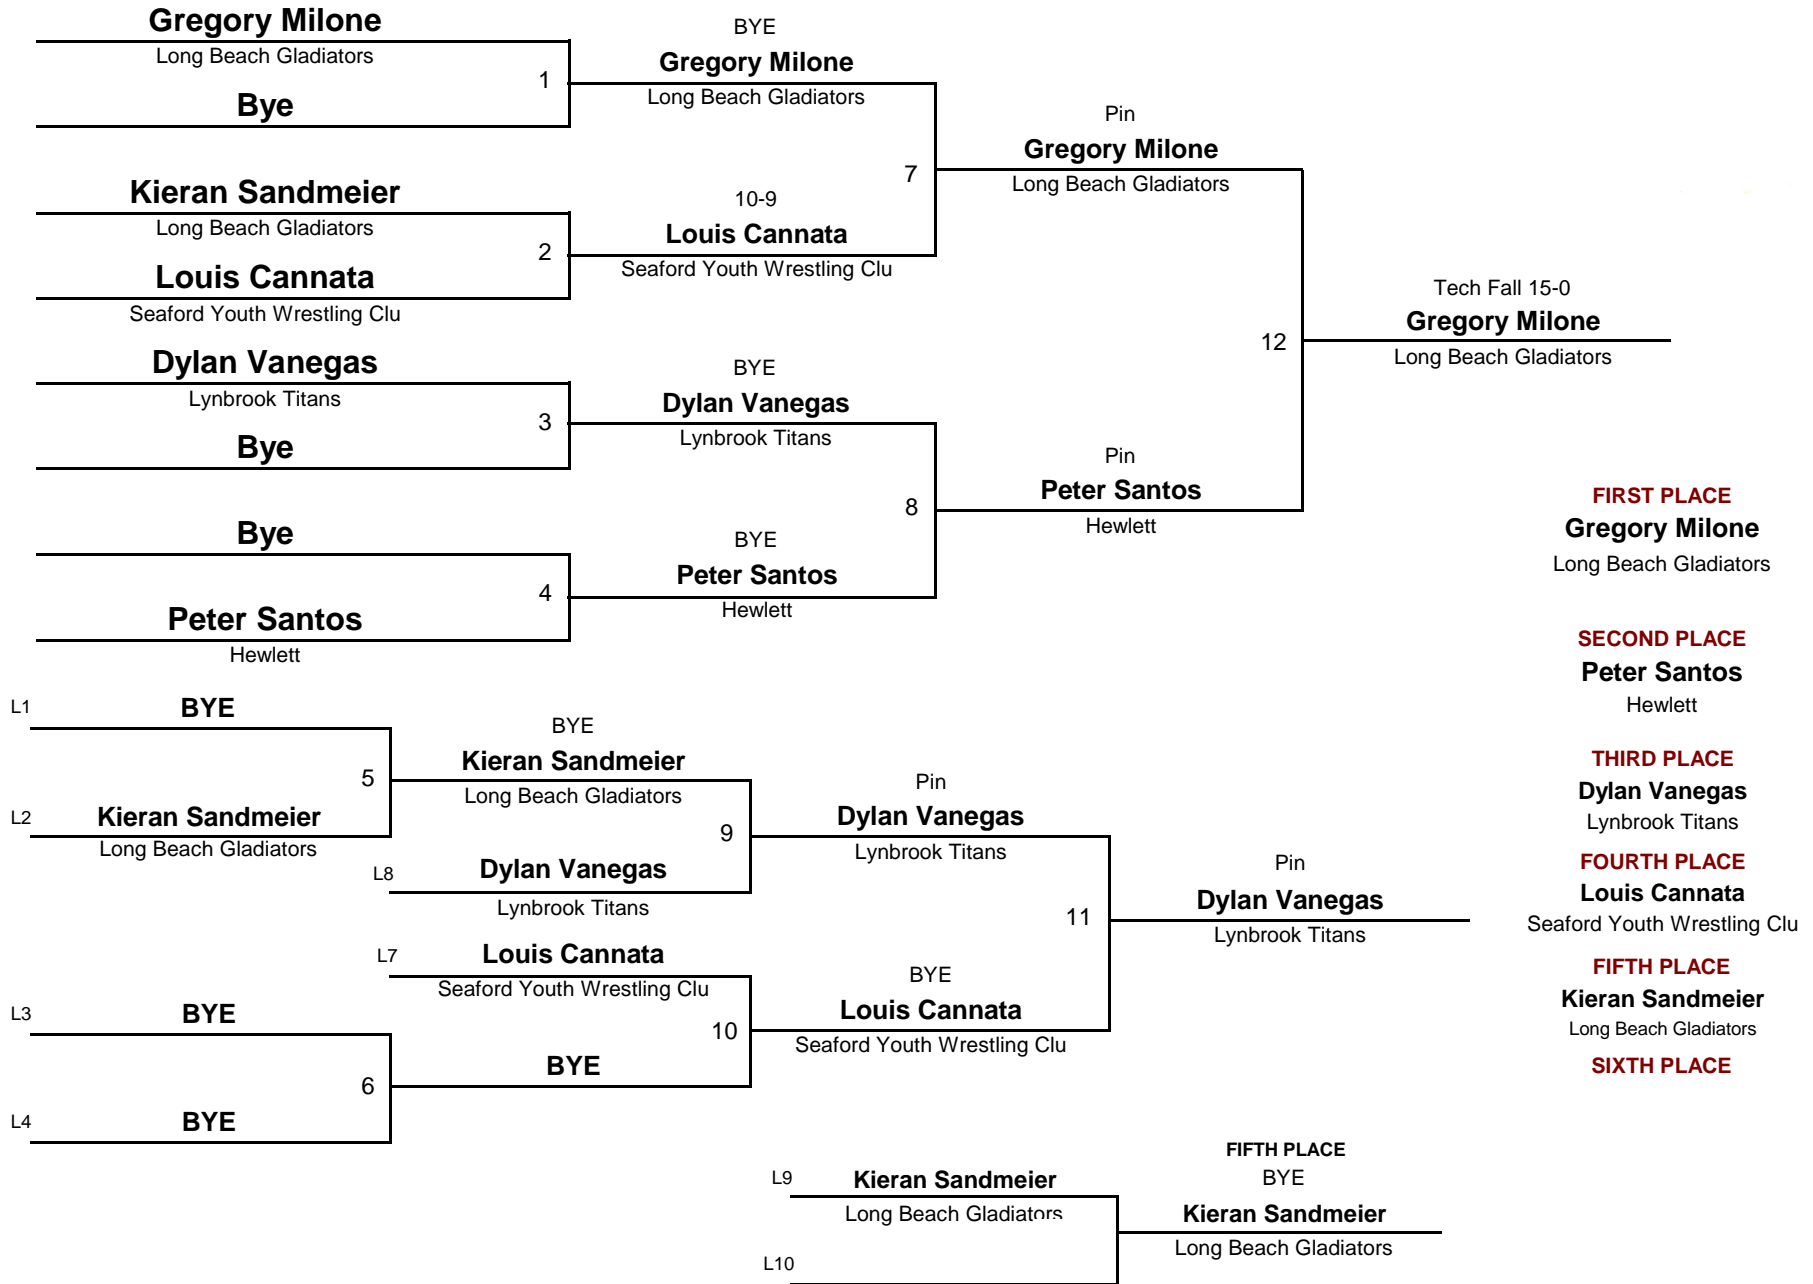 Gregory Milone
Long Beach Gladiators
1
Bye
BYE
Gregory Milone
Long Beach Gladiators
Kieran Sandmeier
Long Beach Gladiators
2
Louis Cannata
Seaford Youth Wrestling Clu
10-9
Louis Cannata
Seaford Youth Wrestling Clu
7
Pin
Gregory Milone
Long Beach Gladiators
Dylan Vanegas
Lynbrook Titans
3
Bye
BYE
Dylan Vanegas
Lynbrook Titans
Bye
4
Peter Santos
Hewlett
BYE
Peter Santos
Hewlett
8
Pin
Peter Santos
Hewlett
12
Tech Fall 15-0
Gregory Milone
Long Beach Gladiators
FIRST PLACE
Gregory Milone
Long Beach Gladiators
SECOND PLACE
Peter Santos
Hewlett
THIRD PLACE
Dylan Vanegas
Lynbrook Titans
FOURTH PLACE
Louis Cannata
Seaford Youth Wrestling Clu
FIFTH PLACE
Kieran Sandmeier
Long Beach Gladiators
SIXTH PLACE
L1
BYE
5
L2
Kieran Sandmeier
Long Beach Gladiators
BYE
Kieran Sandmeier
Long Beach Gladiators
9
L8
Dylan Vanegas
Lynbrook Titans
Pin
Dylan Vanegas
Lynbrook Titans
L7
Louis Cannata
Seaford Youth Wrestling Clu
10
L3
BYE
6
L4
BYE
BYE
BYE
Louis Cannata
Seaford Youth Wrestling Clu
11
Pin
Dylan Vanegas
Lynbrook Titans
L9
Kieran Sandmeier
Long Beach Gladiators
L10
FIFTH PLACE
BYE
Kieran Sandmeier
Long Beach Gladiators